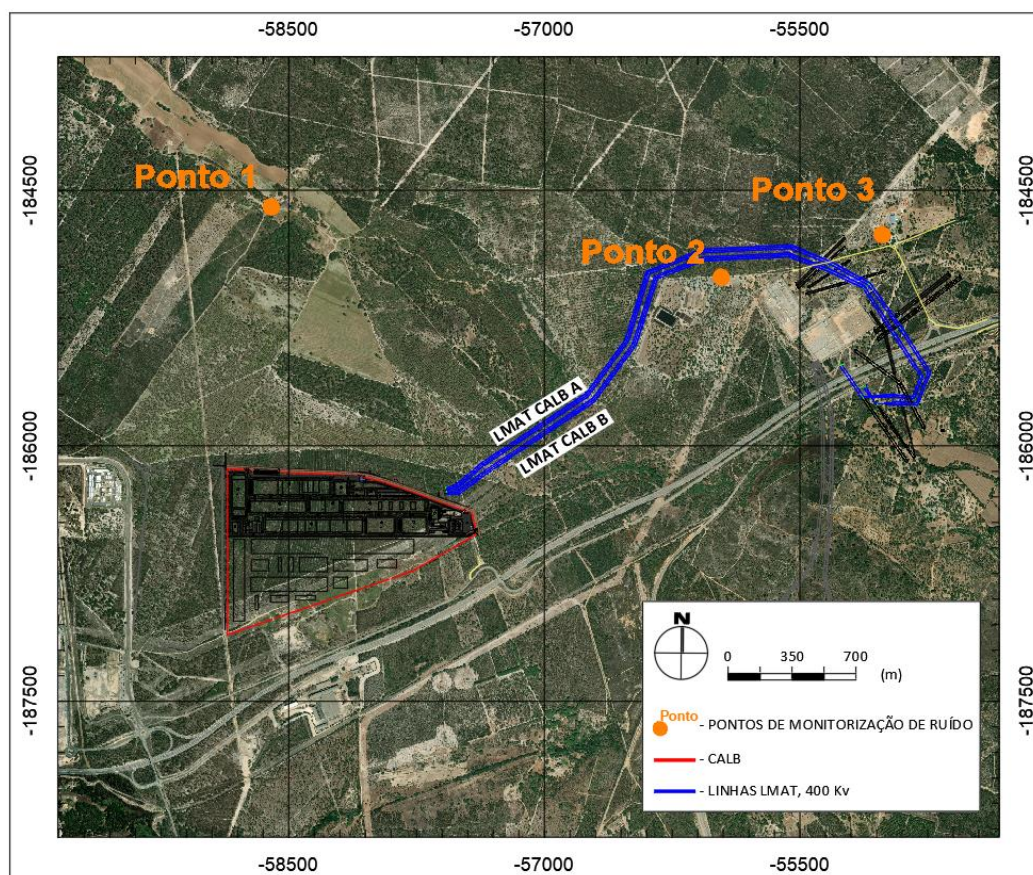 -58500 -57000 -55500
-184500
-184500
Ponto 1
Ponto 3
Ponto 2
LMAT CALB A
LMAT CALB B
-186000
-186000
N
0 350 700
(m)
Ponto
- PONTOS DE MONITORIZAÇÃO DE RUÍDO
- CALB
- LINHAS LMAT, 400 Kv
-187500
-187500
-58500 -57000 -55500